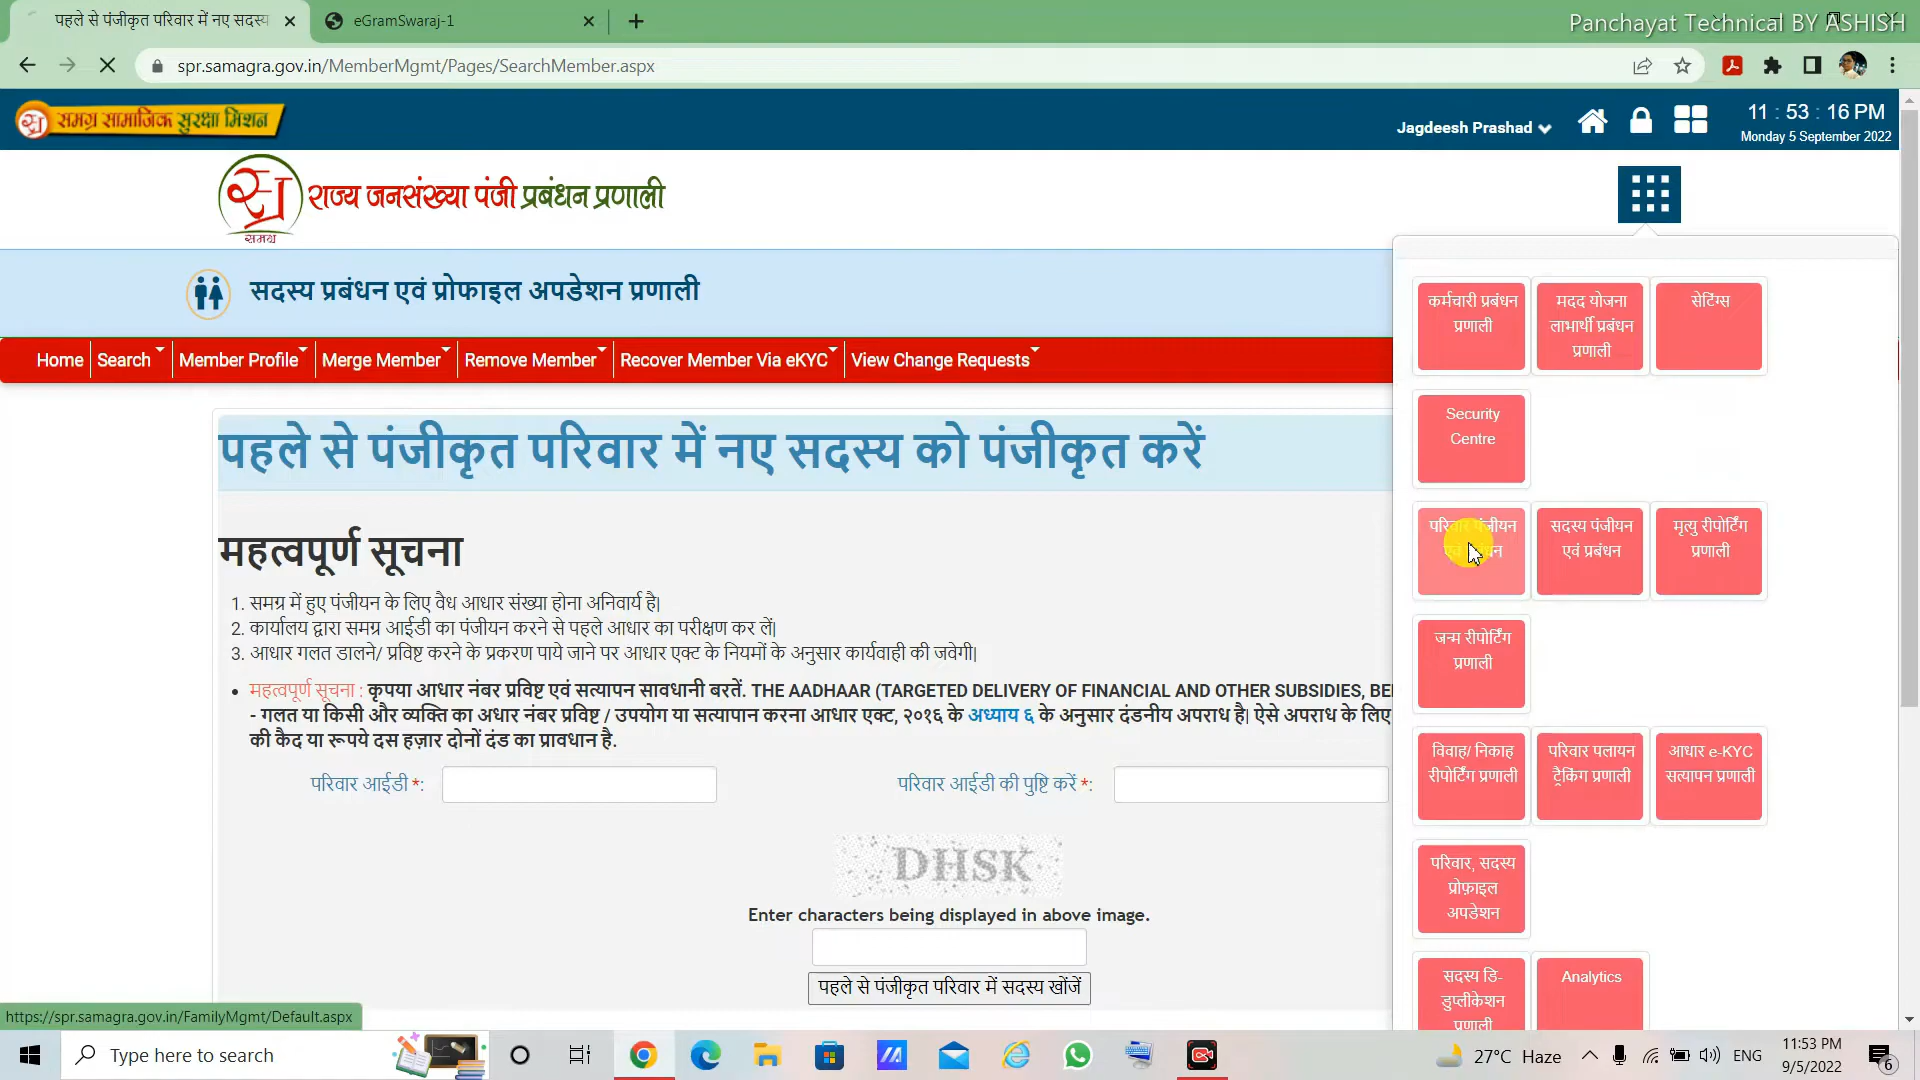 पहले से पंजीकृत परिवार में नए सदस्य
eGramSwaraj-1
Panchayat Technical BY ASHISH
spr.samagra.gov.in/MemberMgmt/Pages/SearchMember.aspx
समग्र सामाजिक सुरक्षा मिशन
Jagdeesh Prashad
11 : 53 : 16 PM
Monday 5 September 2022
समग्र
राज्य जनसंख्या पंजी प्रबंधन प्रणाली
सदस्य प्रबंधन एवं प्रोफाइल अपडेशन प्रणाली
Home Search Member Profile Merge Member Remove Member Recover Member Via eKYC View Change Requests
पहले से पंजीकृत परिवार में नए सदस्य को पंजीकृत करें
महत्वपूर्ण सूचना
1. समग्र में हुए पंजीयन के लिए वैध आधार संख्या होना अनिवार्य है|
2. कार्यालय द्वारा समग्र आईडी का पंजीयन करने से पहले आधार का परीक्षण कर लें|
3. आधार गलत डालने/ प्रविष्ट करने के प्रकरण पाये जाने पर आधार एक्ट के नियमों के अनुसार कार्यवाही की जवेगी|
• महत्वपूर्ण सूचना : कृपया आधार नंबर प्रविष्ट एवं सत्यापन सावधानी बरतें. THE AADHAAR (TARGETED DELIVERY OF FINANCIAL AND OTHER SUBSIDIES,
- गलत या किसी और व्यक्ति का अधार नंबर प्रविष्ट / उपयोग या सत्यापान करना आधार एक्ट, २०१६ के अध्याय ६ के अनुसार दंडनीय अपराध है| ऐसे अपराध के लिए
की कैद या रूपये दस हज़ार दोनों दंड का प्रावधान है.
परिवार आईडी *:
परिवार आईडी की पुष्टि करें *:
DHSK
Enter characters being displayed in above image.
पहले से पंजीकृत परिवार में सदस्य खोंजें
कर्मचारी प्रबंधन
प्रणाली
मदद योजना
लाभार्थी प्रबंधन
प्रणाली
सेटिंग्स
Security
Centre
परिवार पंजीयन
सदस्य पंजीयन
एवं प्रबंधन
मृत्यु रीपोर्टिंग
प्रणाली
जन्म रीपोर्टिंग
प्रणाली
विवाह/ निकाह
रीपोर्टिंग प्रणाली
परिवार पलायन
ट्रैकिंग प्रणाली
आधार e-KYC
सत्यापन प्रणाली
परिवार, सदस्य
प्रोफ़ाइल
अपडेशन
सदस्य डि-
डुप्लीकेशन
प्रणाली
Analytics
https://spr.samagra.gov.in/FamilyMgmt/Default.aspx
Type here to search
27°C Haze
ENG
11:53 PM
9/5/2022
6